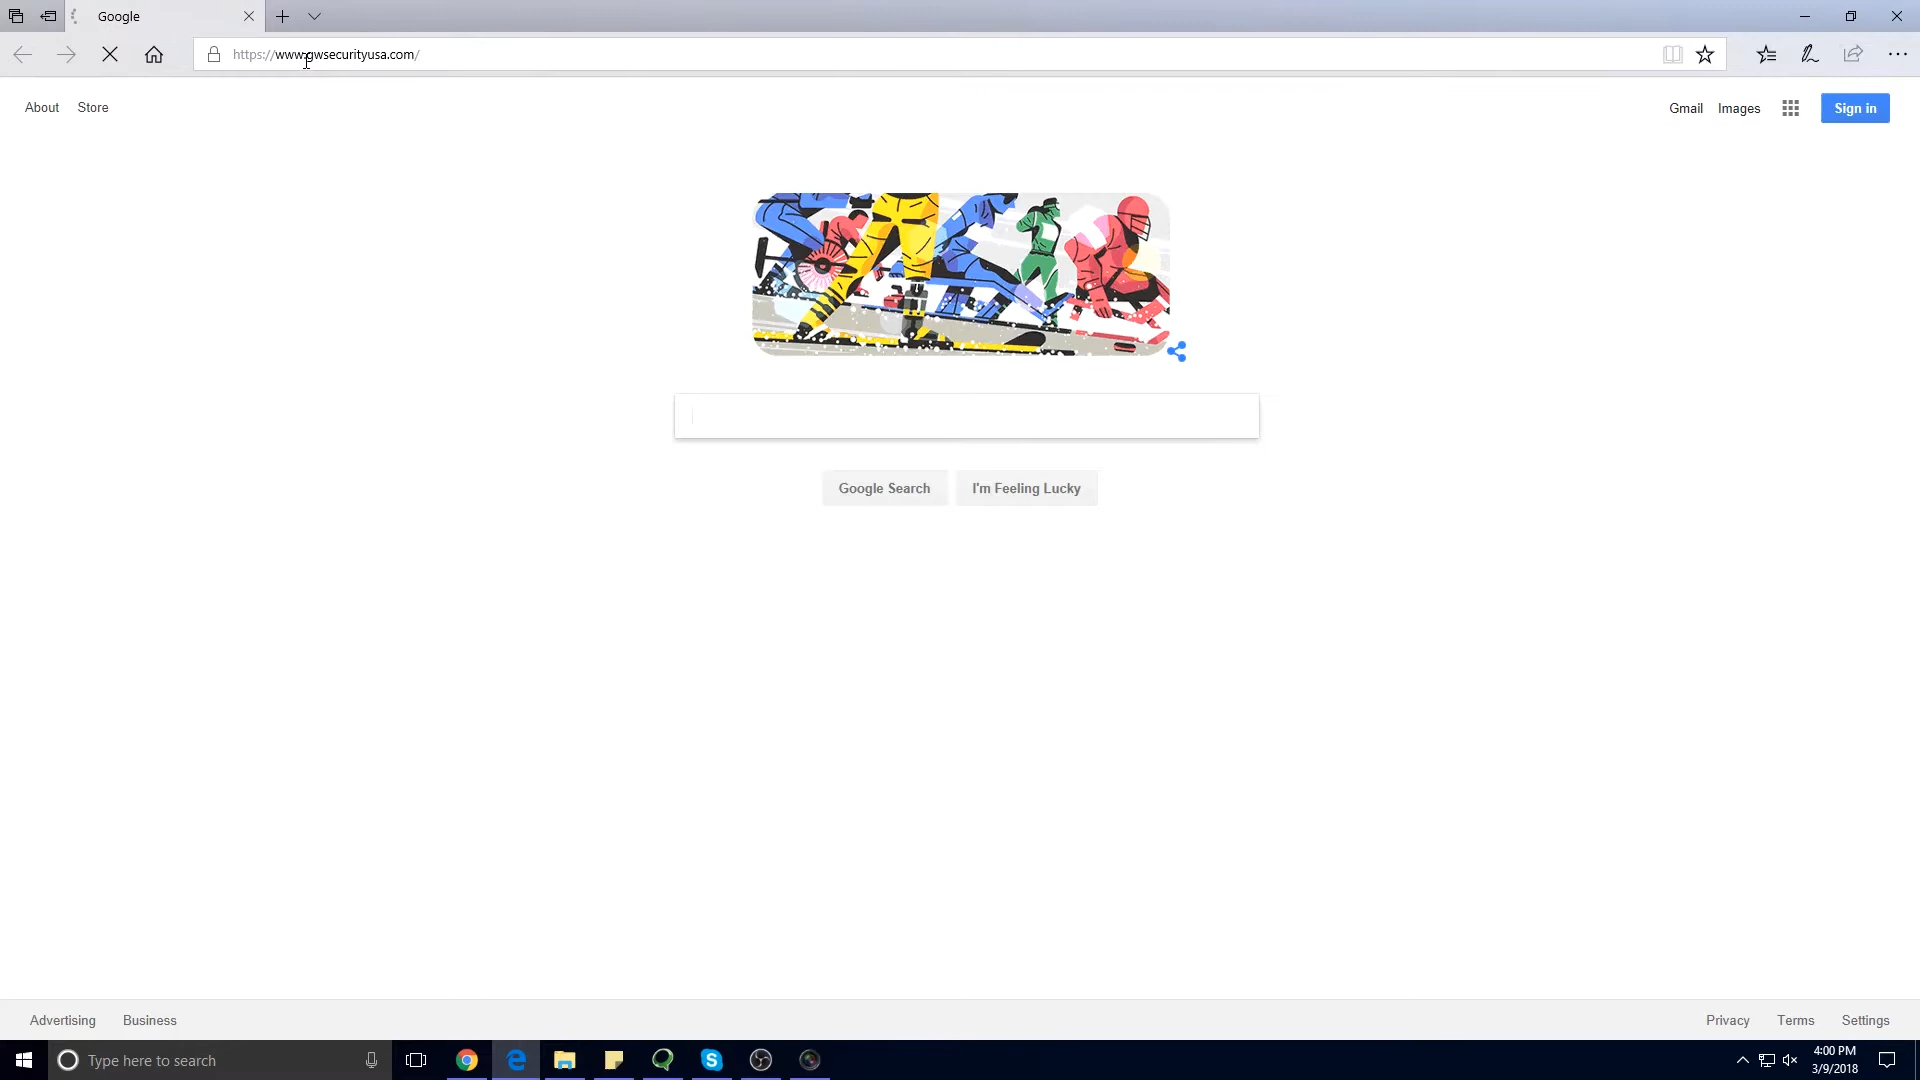 Google
https://www.gwsecurityusa.com/
About Store
Gmail Images Sign in
Google Search I'm Feeling Lucky
Advertising Business
Privacy Terms Settings
Type here to search
4:00 PM
3/9/2018